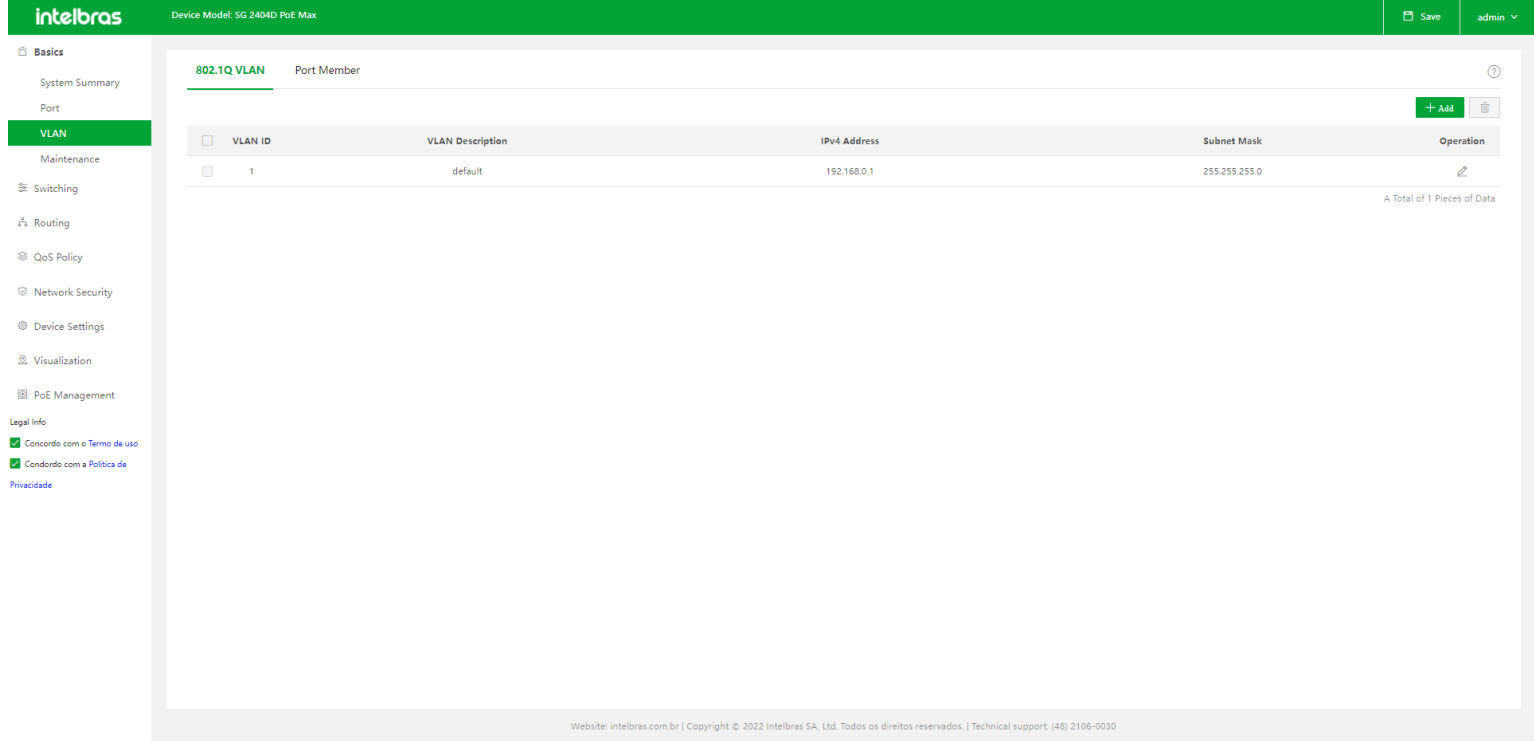 intelbras
Device Model: SG 2404D PoE Max
Save
admin
Basics
System Summary
Port
VLAN
Maintenance
Switching
Routing
QoS Policy
Network Security
Device Settings
Visualization
PoE Management
Legal Info
Concordo com o Termo de uso
Condordo com a Politica de
Privacidade
802.1Q VLAN Port Member
?
+ Add
VLAN ID VLAN Description IPv4 Address Subnet Mask Operation
1 default 192.168.0.1 255.255.255.0
A Total of 1 Pieces of Data
Website: intelbras.com.br | Copyright © 2022 Intelbras SA, Ltd. Todos os direitos reservados. | Technical support: (48) 2106-0030